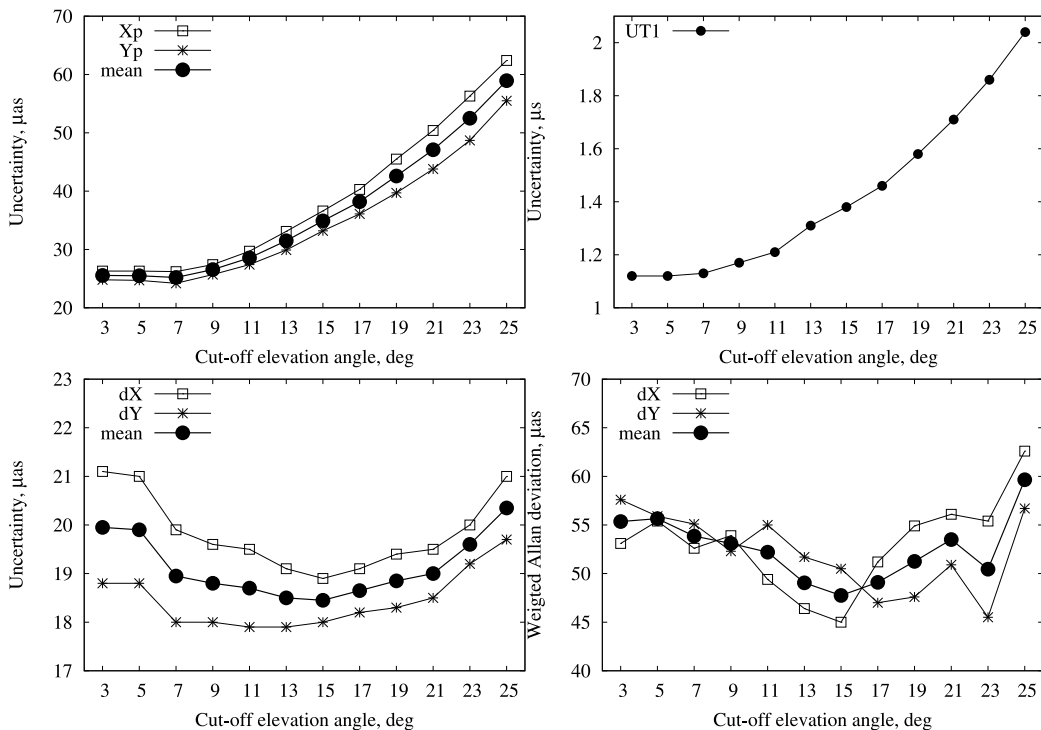 70
60
50
40
30
20
Uncertainty, µas
Xp
Yp
mean
3 5 7 9 11 13 15 17 19 21 23 25
Cut-off elevation angle, deg
2
1.8
1.6
1.4
1.2
1
Uncertainty, µs
UT1
3 5 7 9 11 13 15 17 19 21 23 25
Cut-off elevation angle, deg
23
22
21
20
19
18
17
Uncertainty, µas
dX
dY
mean
3 5 7 9 11 13 15 17 19 21 23 25
Cut-off elevation angle, deg
70
65
60
55
50
45
40
Weigted Allan deviation, µas
dX
dY
mean
3 5 7 9 11 13 15 17 19 21 23 25
Cut-off elevation angle, deg